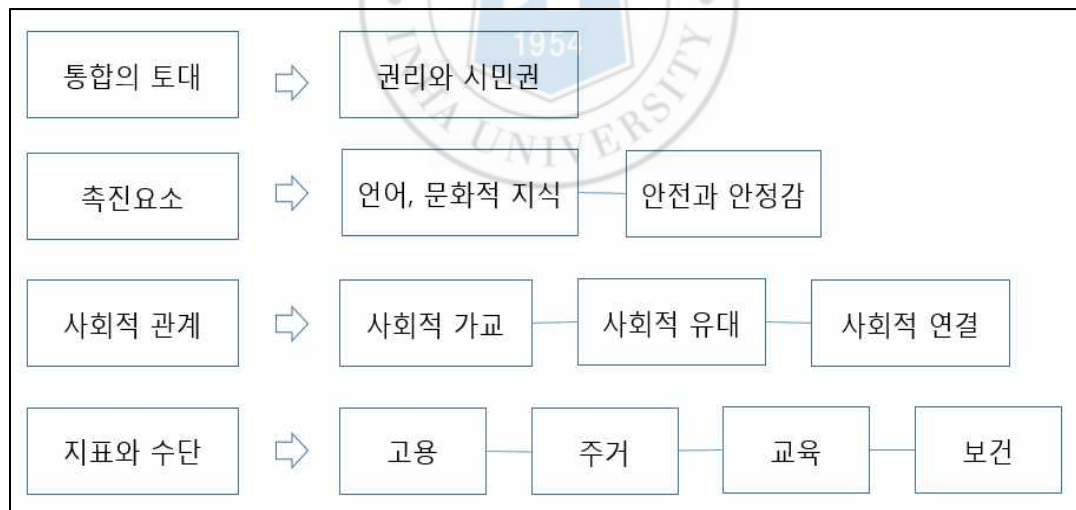 1954
INHA UNIVERSITY
통합의 토대 권리와 시민권
촉진요소 언어, 문화적 지식 안전과 안정감
사회적 관계 사회적 가교 사회적 유대 사회적 연결
지표와 수단 고용 주거 교육 보건